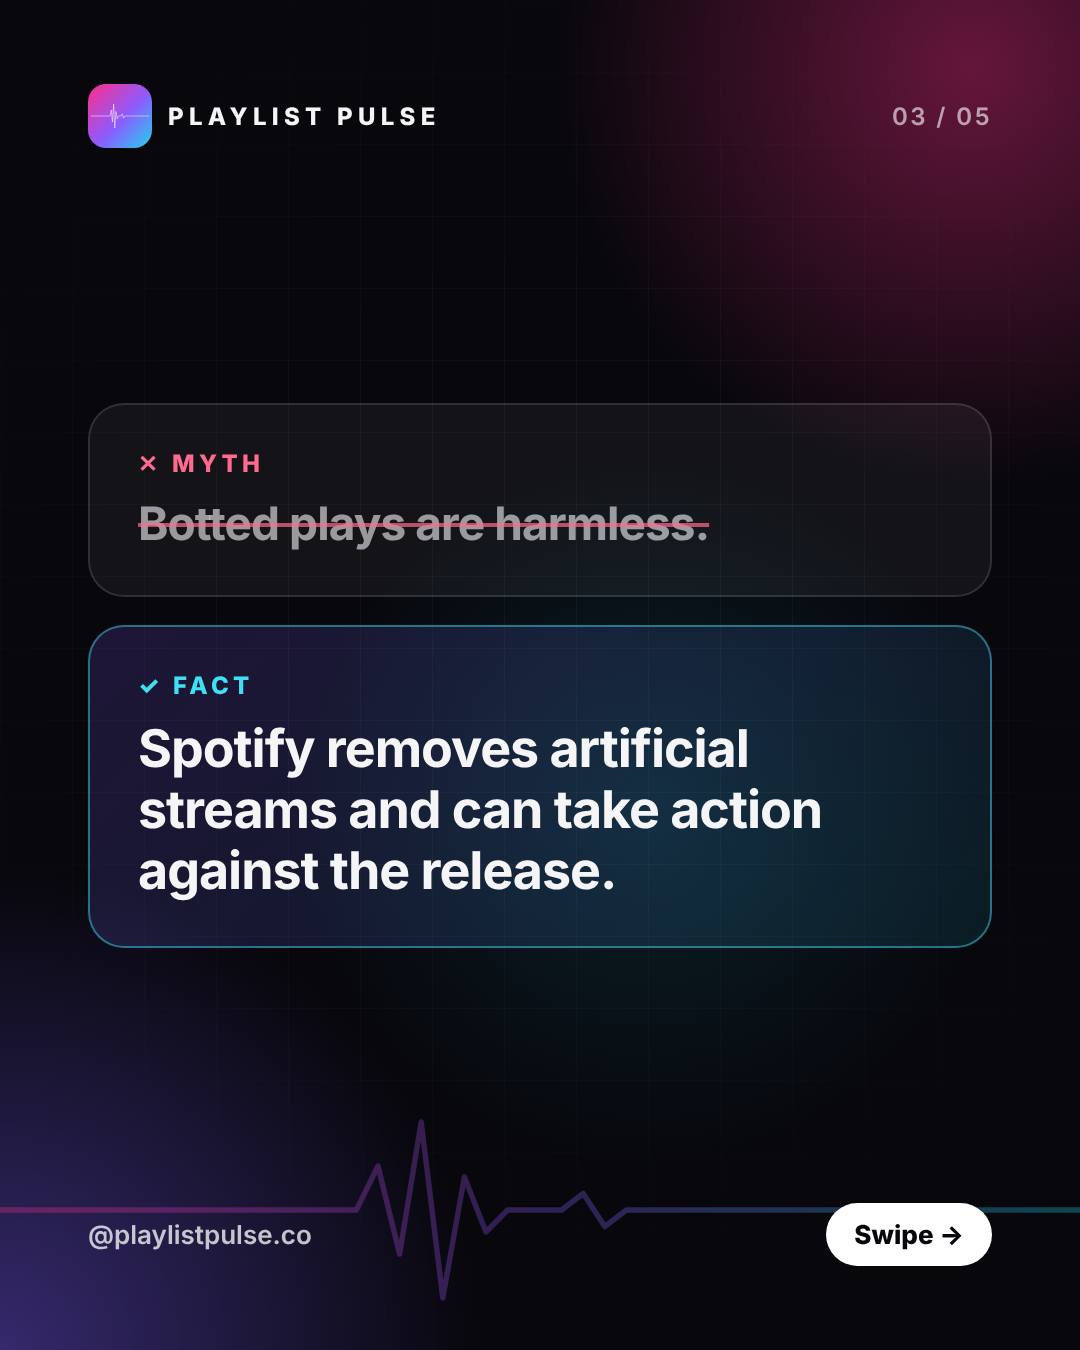 PLAYLIST PULSE
03 / 05
✕ MYTH
Botted plays are harmless.
✓ FACT
Spotify removes artificial
streams and can take action
against the release.
@playlistpulse.co
Swipe →